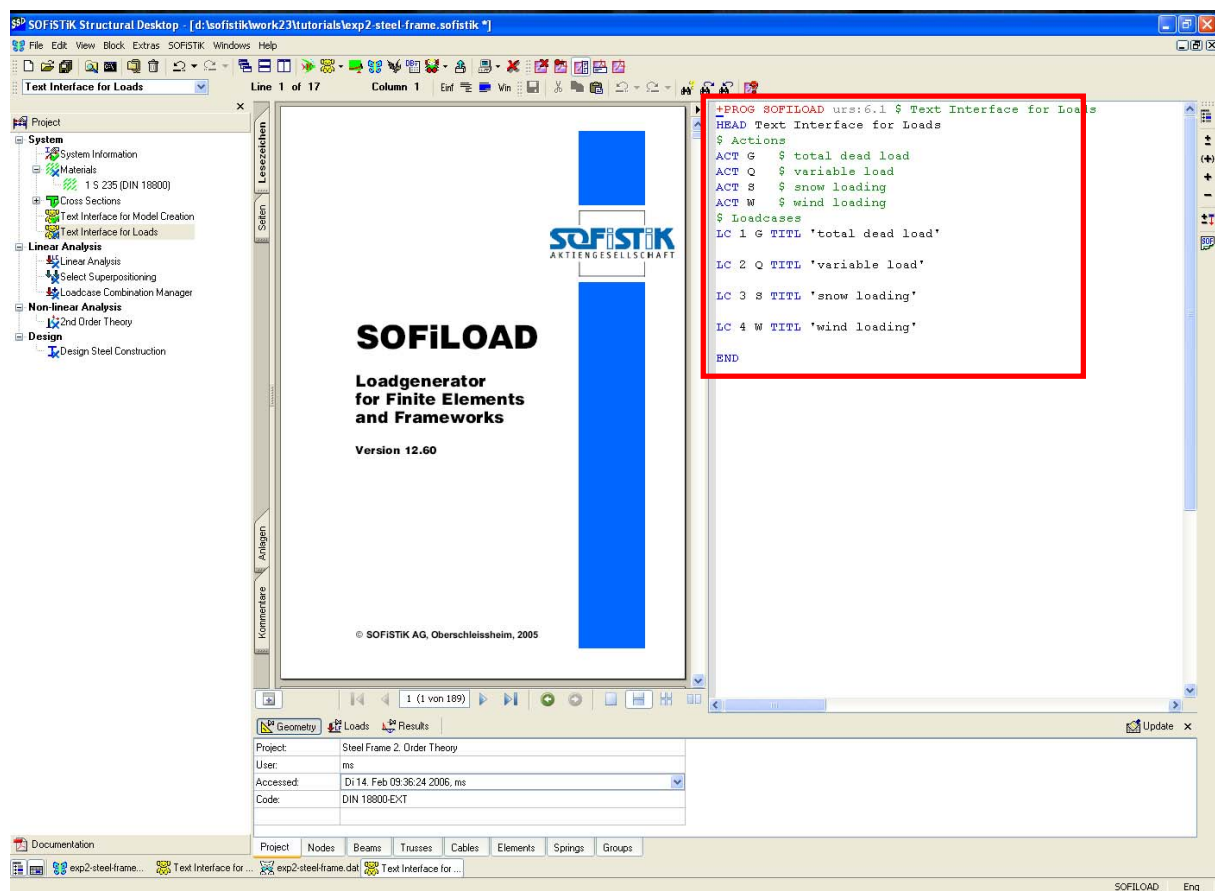 SOFiSTiK Structural Desktop - [d:\sofistik\work23\tutorials\exp2-steel-frame.sofistik *]
File Edit View Block Extras SOFiSTiK Windows Help
Text Interface for Loads
Line 1 of 17 Column 1 Einf Win
Project
System
System Information
Materials
1 S 235 (DIN 18800)
Cross Sections
Text Interface for Model Creation
Text Interface for Loads
Linear Analysis
Linear Analysis
Select Superpositioning
Loadcase Combination Manager
Non-linear Analysis
2nd Order Theory
Design
Design Steel Construction
Documentation
Lesezeichen
Seiten
Anlagen
Kommentare
SOFiSTiK
AKTIENGESELLSCHAFT
SOFiLOAD
Loadgenerator
for Finite Elements
and Frameworks
Version 12.60
© SOFiSTiK AG, Oberschleissheim, 2005
1 (1 von 189)
+PROG SOFILOAD urs:6.1 $ Text Interface for Loads
HEAD Text Interface for Loads
$ Actions
ACT G $ total dead load
ACT Q $ variable load
ACT S $ snow loading
ACT W $ wind loading
$ Loadcases
LC 1 G TITL 'total dead load'
LC 2 Q TITL 'variable load'
LC 3 S TITL 'snow loading'
LC 4 W TITL 'wind loading'
END
Geometry Loads Results Update
Project: Steel Frame 2. Order Theory
User: ms
Accessed: Di 14. Feb 09:36:24 2006, ms
Code: DIN 18800-EXT
Project Nodes Beams Trusses Cables Elements Springs Groups
exp2-steel-frame... Text Interface for ... exp2-steel-frame.dat Text Interface for ...
SOFILOAD Eng